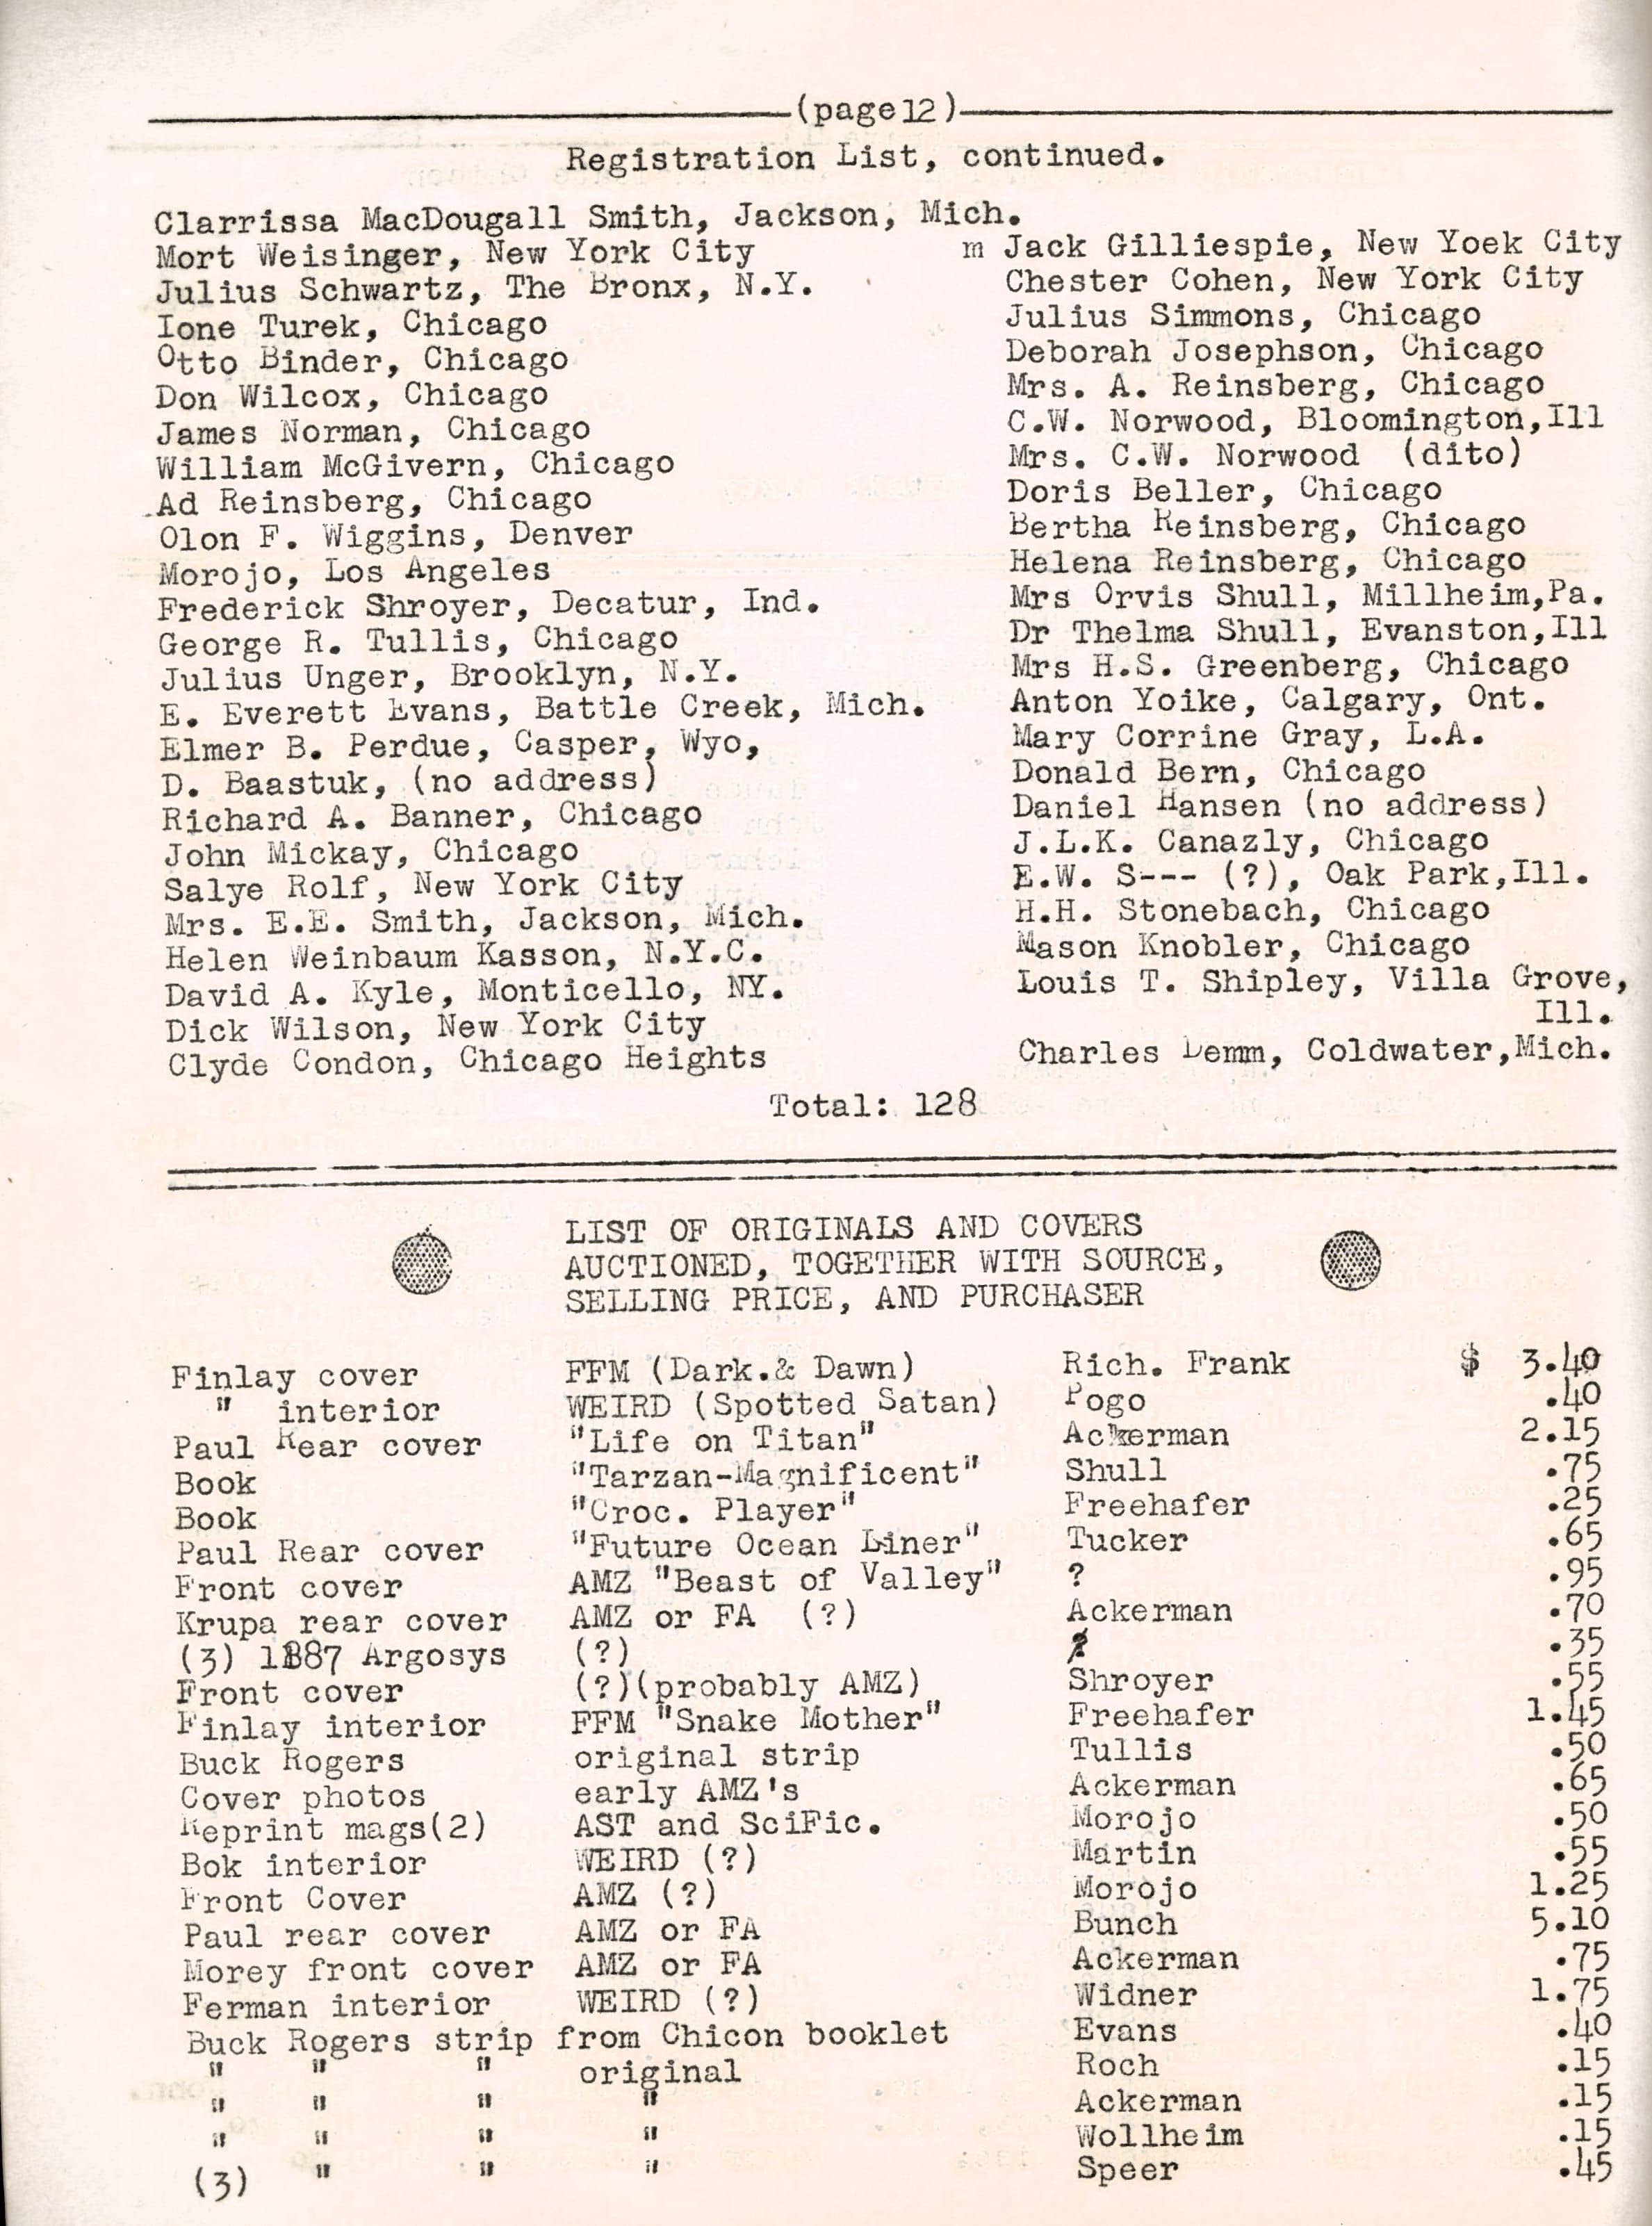 (page12)
Registration List, continued.
Clarrissa MacDougall Smith, Jackson, Mich.
Mort Weisinger, New York City
Julius Schwartz, The Bronx, N.Y.
Ione Turek, Chicago
Otto Binder, Chicago
Don Wilcox, Chicago
James Norman, Chicago
William McGivern, Chicago
Ad Reinsberg, Chicago
Olon F. Wiggins, Denver
Morojo, Los Angeles
Frederick Shroyer, Decatur, Ind.
George R. Tullis, Chicago
Julius Unger, Brooklyn, N.Y.
E. Everett Evans, Battle Creek, Mich.
Elmer B. Perdue, Casper, Wyo,
D. Baastuk, (no address)
Richard A. Banner, Chicago
John Mickay, Chicago
Salye Rolf, New York City
Mrs. E.E. Smith, Jackson, Mich.
Helen Weinbaum Kasson, N.Y.C.
David A. Kyle, Monticello, NY.
Dick Wilson, New York City
Clyde Condon, Chicago Heights
m Jack Gilliespie, New Yoek City
Chester Cohen, New York City
Julius Simmons, Chicago
Deborah Josephson, Chicago
Mrs. A. Reinsberg, Chicago
C.W. Norwood, Bloomington,Ill
Mrs. C.W. Norwood (dito)
Doris Beller, Chicago
Bertha Reinsberg, Chicago
Helena Reinsberg, Chicago
Mrs Orvis Shull, Millheim,Pa.
Dr Thelma Shull, Evanston,Ill
Mrs H.S. Greenberg, Chicago
Anton Yoike, Calgary, Ont.
Mary Corrine Gray, L.A.
Donald Bern, Chicago
Daniel Hansen (no address)
J.L.K. Canazly, Chicago
E.W. S--- (?), Oak Park,Ill.
H.H. Stonebach, Chicago
Mason Knobler, Chicago
Louis T. Shipley, Villa Grove,
Ill.
Charles Lemm, Coldwater,Mich.
Total: 128
LIST OF ORIGINALS AND COVERS
AUCTIONED, TOGETHER WITH SOURCE,
SELLING PRICE, AND PURCHASER
Finlay cover FFM (Dark.& Dawn) Rich. Frank $ 3.40
" interior WEIRD (Spotted Satan) Pogo .40
Paul Rear cover "Life on Titan" Ackerman 2.15
Book "Tarzan-Magnificent" Shull .75
Book "Croc. Player" Freehafer .25
Paul Rear cover "Future Ocean Liner" Tucker .65
Front cover AMZ "Beast of Valley" ? .95
Krupa rear cover AMZ or FA (?) Ackerman .70
(3) 1887 Argosys (?) ? .35
Front cover (?)(probably AMZ) Shroyer .55
Finlay interior FFM "Snake Mother" Freehafer 1.45
Buck Rogers original strip Tullis .50
Cover photos early AMZ's Ackerman .65
Reprint mags(2) AST and SciFic. Morojo .50
Bok interior WEIRD (?) Martin .55
Front Cover AMZ (?) Morojo 1.25
Paul rear cover AMZ or FA Bunch 5.10
Morey front cover AMZ or FA Ackerman .75
Ferman interior WEIRD (?) Widner 1.75
Buck Rogers strip from Chicon booklet Evans .40
" " " original Roch .15
" " " " Ackerman .15
" " " " Wollheim .15
(3) " " " Speer .45